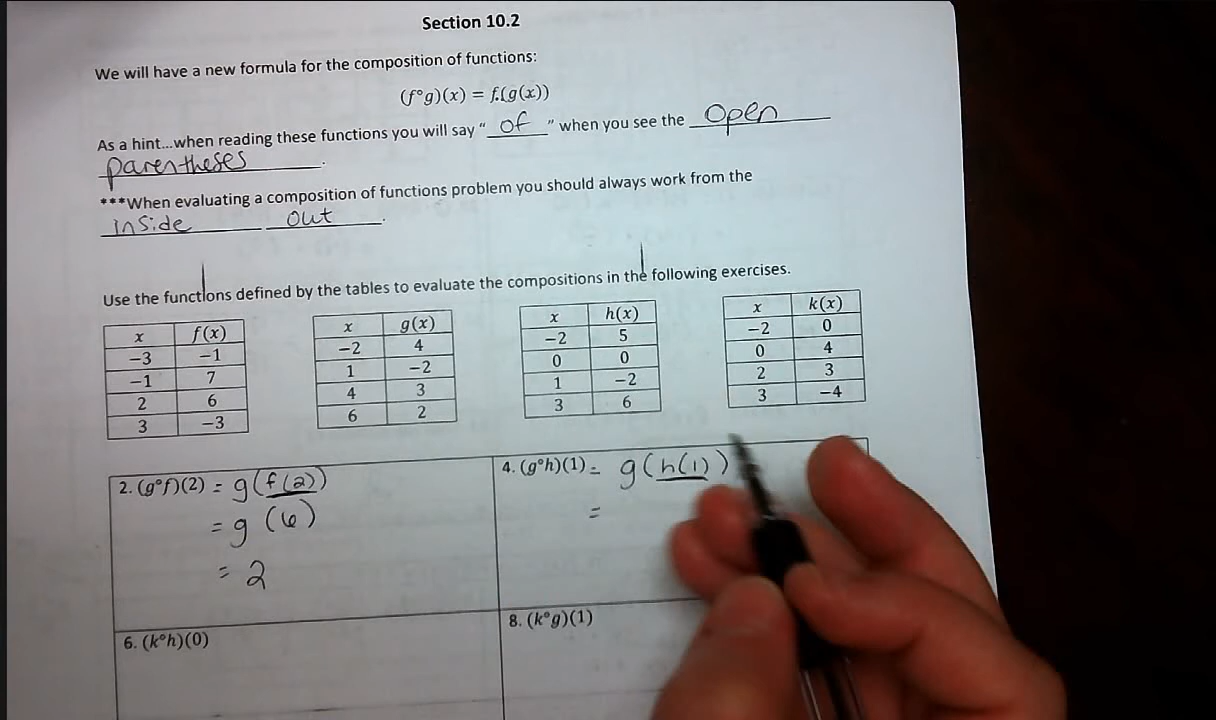 Section 10.2
We will have a new formula for the composition of functions:
(f°g)(x) = f.(g(x))
As a hint...when reading these functions you will say "of" when you see the open
parentheses.
***When evaluating a composition of functions problem you should always work from the
inside out.
Use the functions defined by the tables to evaluate the compositions in the following exercises.
x f(x)
−3 −1
−1 7
2 6
3 −3
x g(x)
−2 4
1 −2
4 3
6 2
x h(x)
−2 5
0 0
1 −2
3 6
x k(x)
−2 0
0 4
2 3
3 −4
2. (g°f)(2) = g(f(2))
= g(6)
= 2
4. (g°h)(1) = g(h(1))
=
6. (k°h)(0)
8. (k°g)(1)